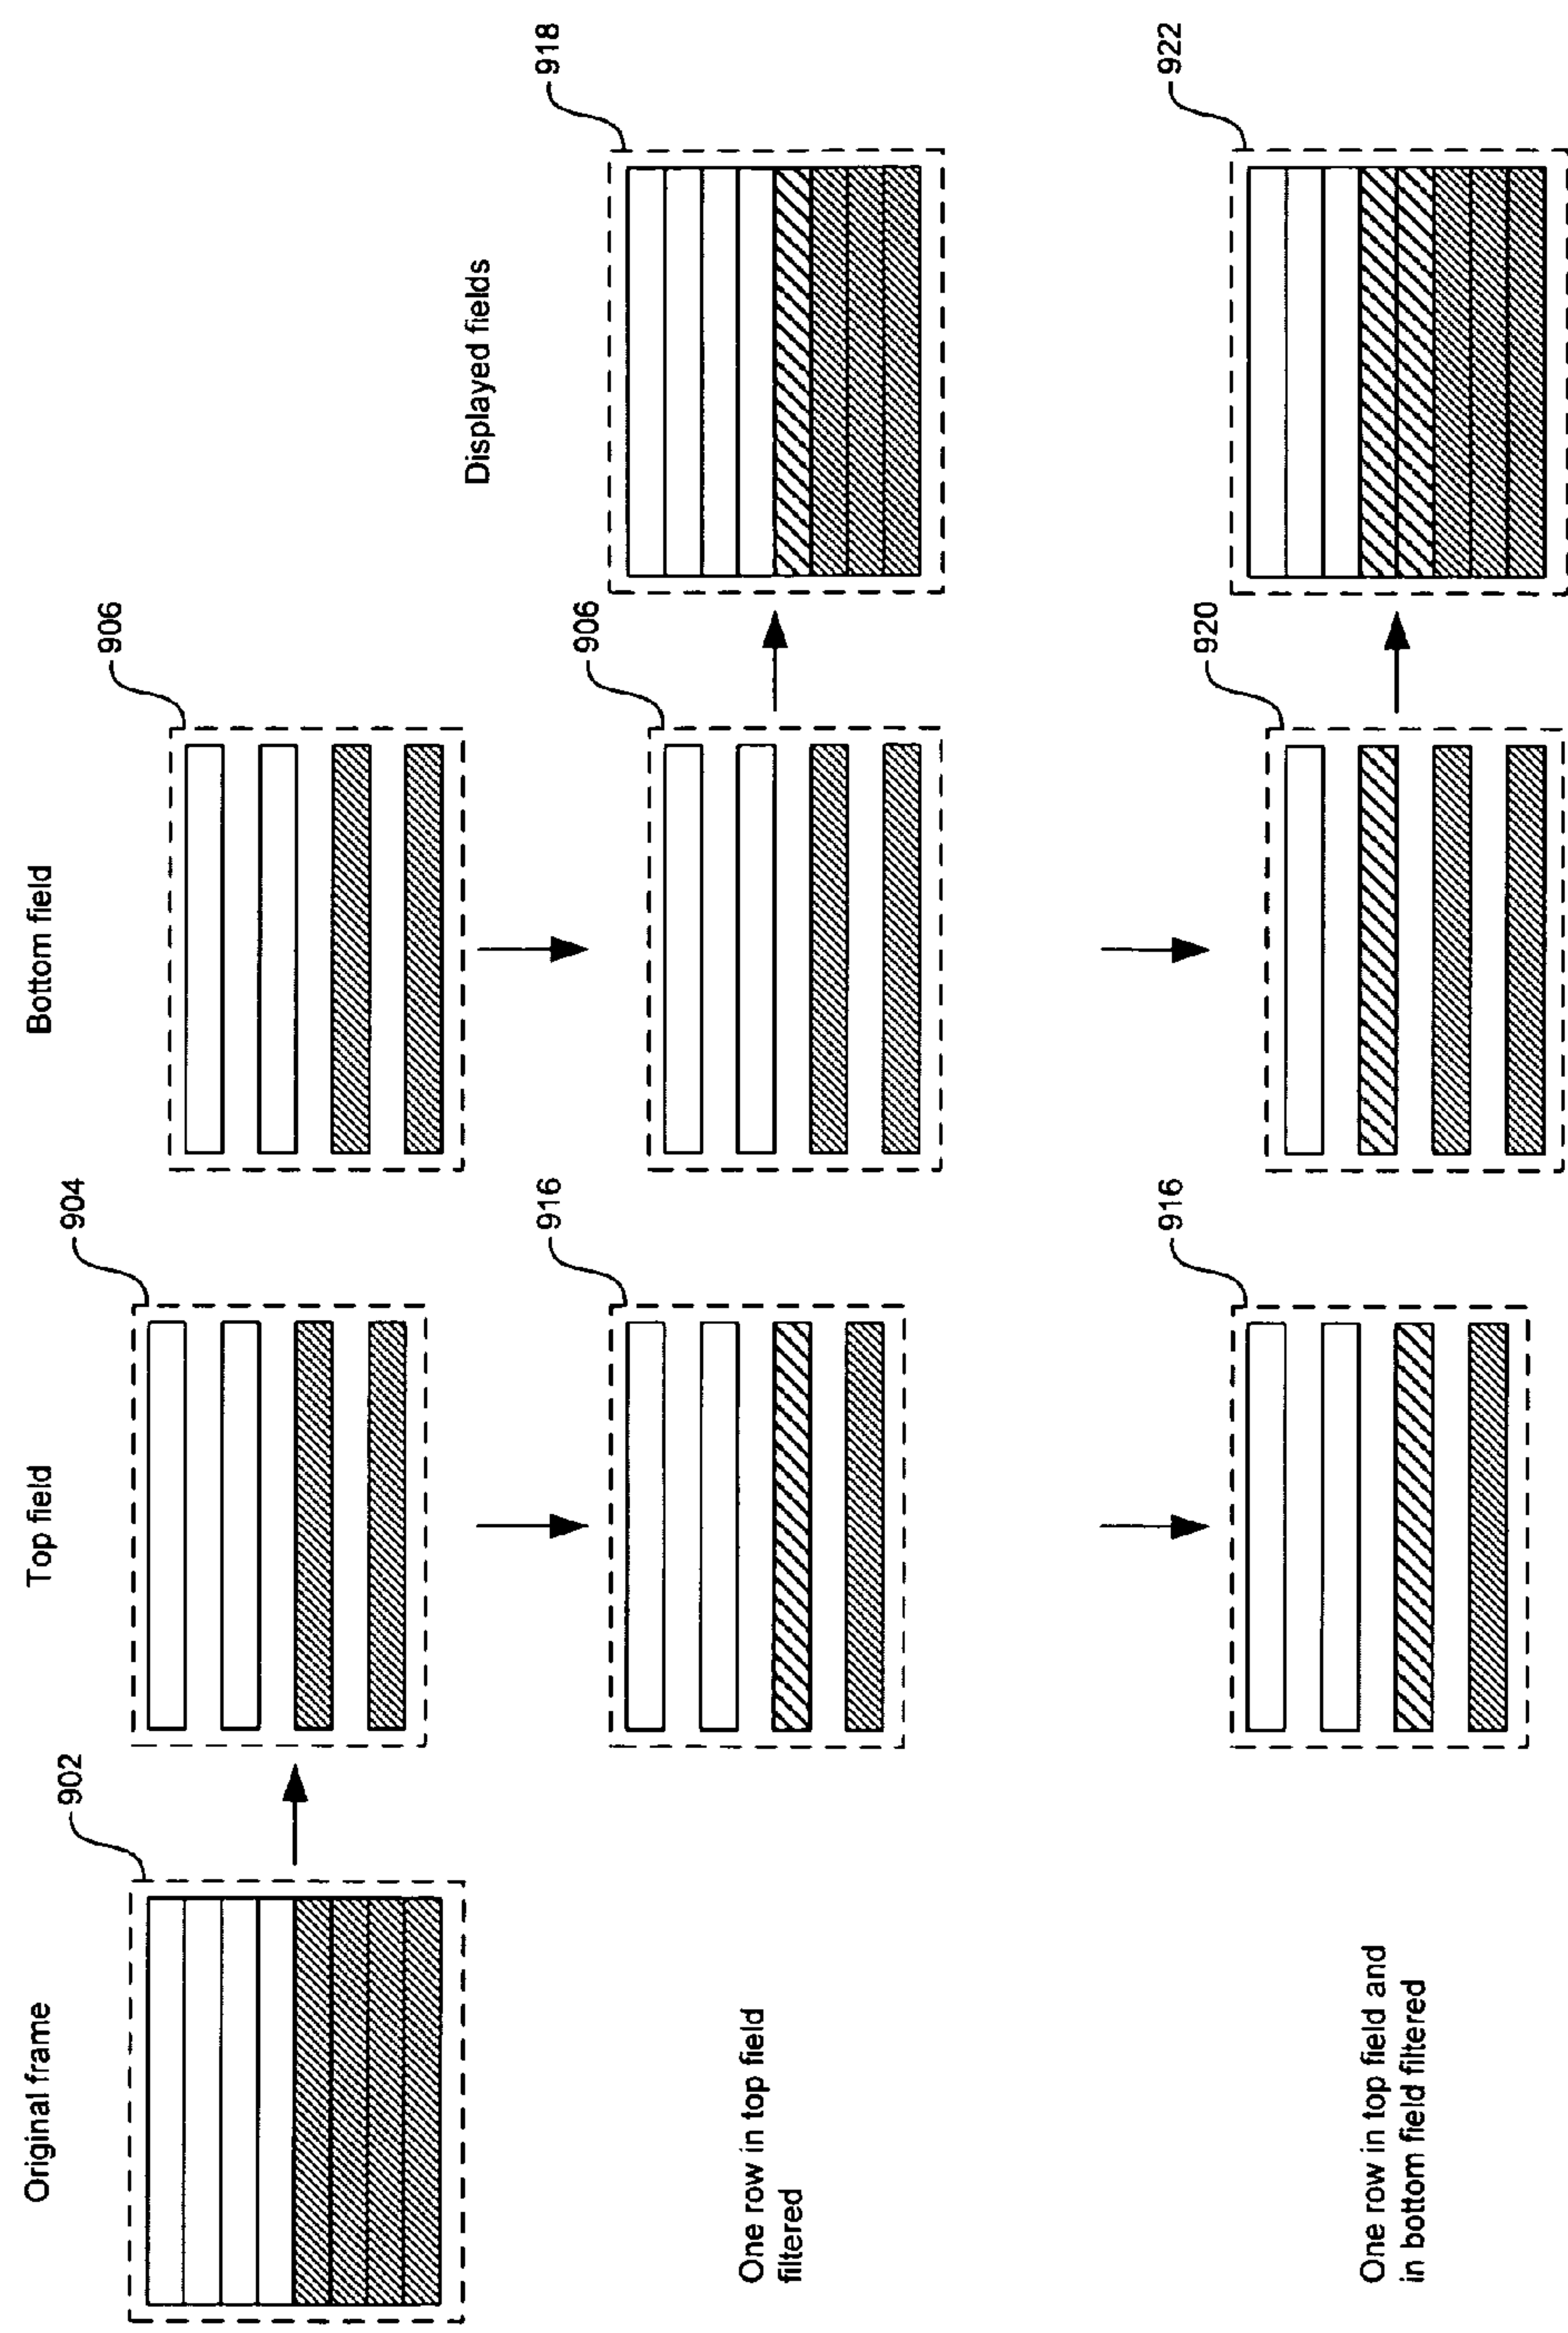 Original frame
Top field
Bottom field
902
904
906
Displayed fields
One row in top field
filtered
916
906
918
One row in top field and
in bottom field filtered
916
920
922